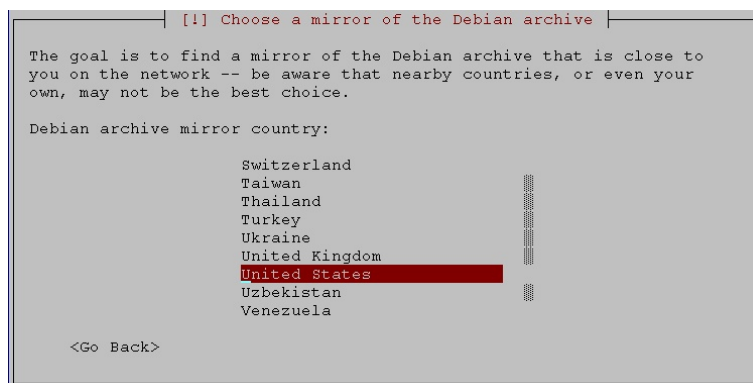 [!] Choose a mirror of the Debian archive
The goal is to find a mirror of the Debian archive that is close to
you on the network -- be aware that nearby countries, or even your
own, may not be the best choice.
Debian archive mirror country:
Switzerland
Taiwan
Thailand
Turkey
Ukraine
United Kingdom
United States
Uzbekistan
Venezuela
<Go Back>